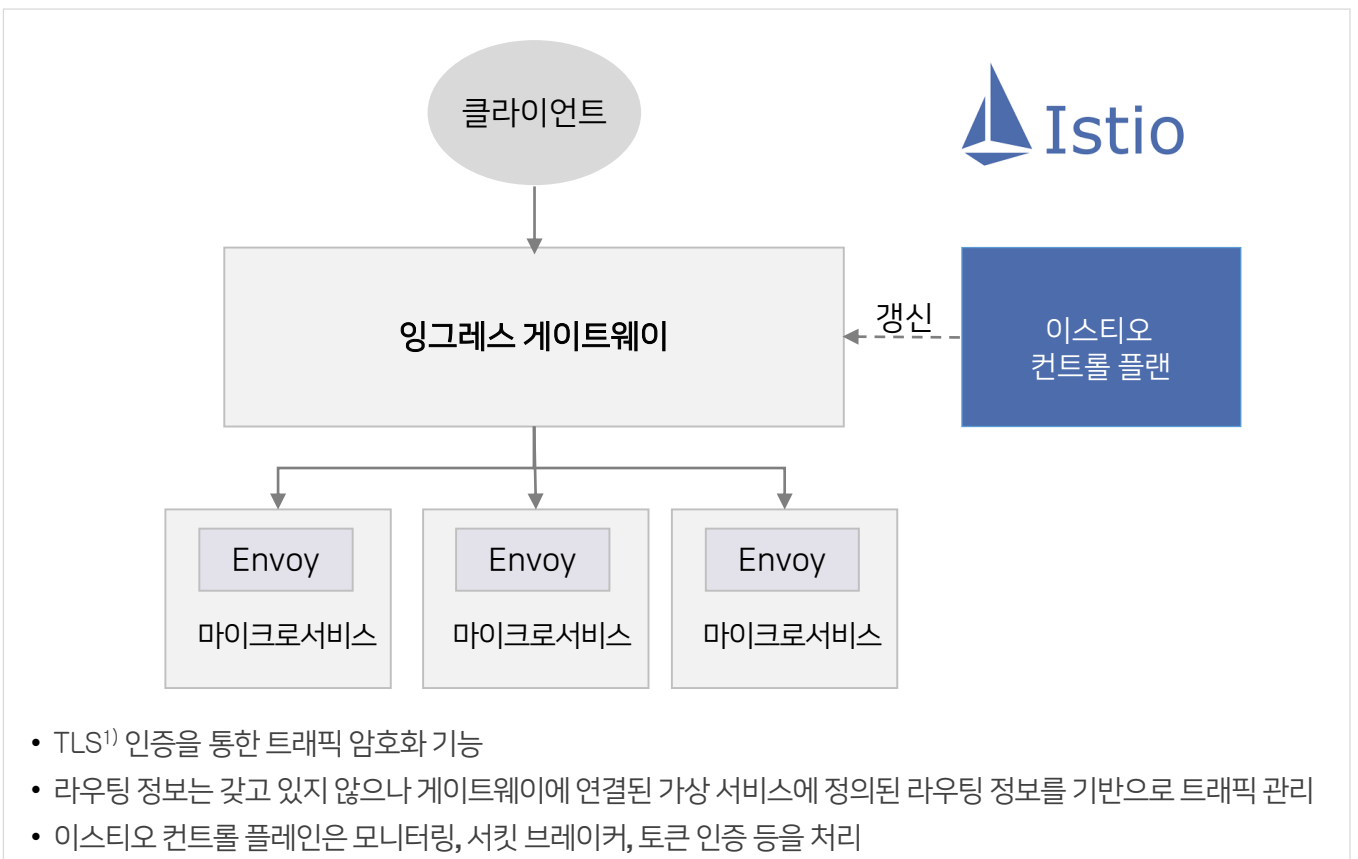 클라이언트
Istio
잉그레스 게이트웨이
갱신
이스티오
컨트롤 플랜
Envoy
마이크로서비스
Envoy
마이크로서비스
Envoy
마이크로서비스
• TLS1) 인증을 통한 트래픽 암호화 기능
• 라우팅 정보는 갖고 있지 않으나 게이트웨이에 연결된 가상 서비스에 정의된 라우팅 정보를 기반으로 트래픽 관리
• 이스티오 컨트롤 플레인은 모니터링, 서킷 브레이커, 토큰 인증 등을 처리